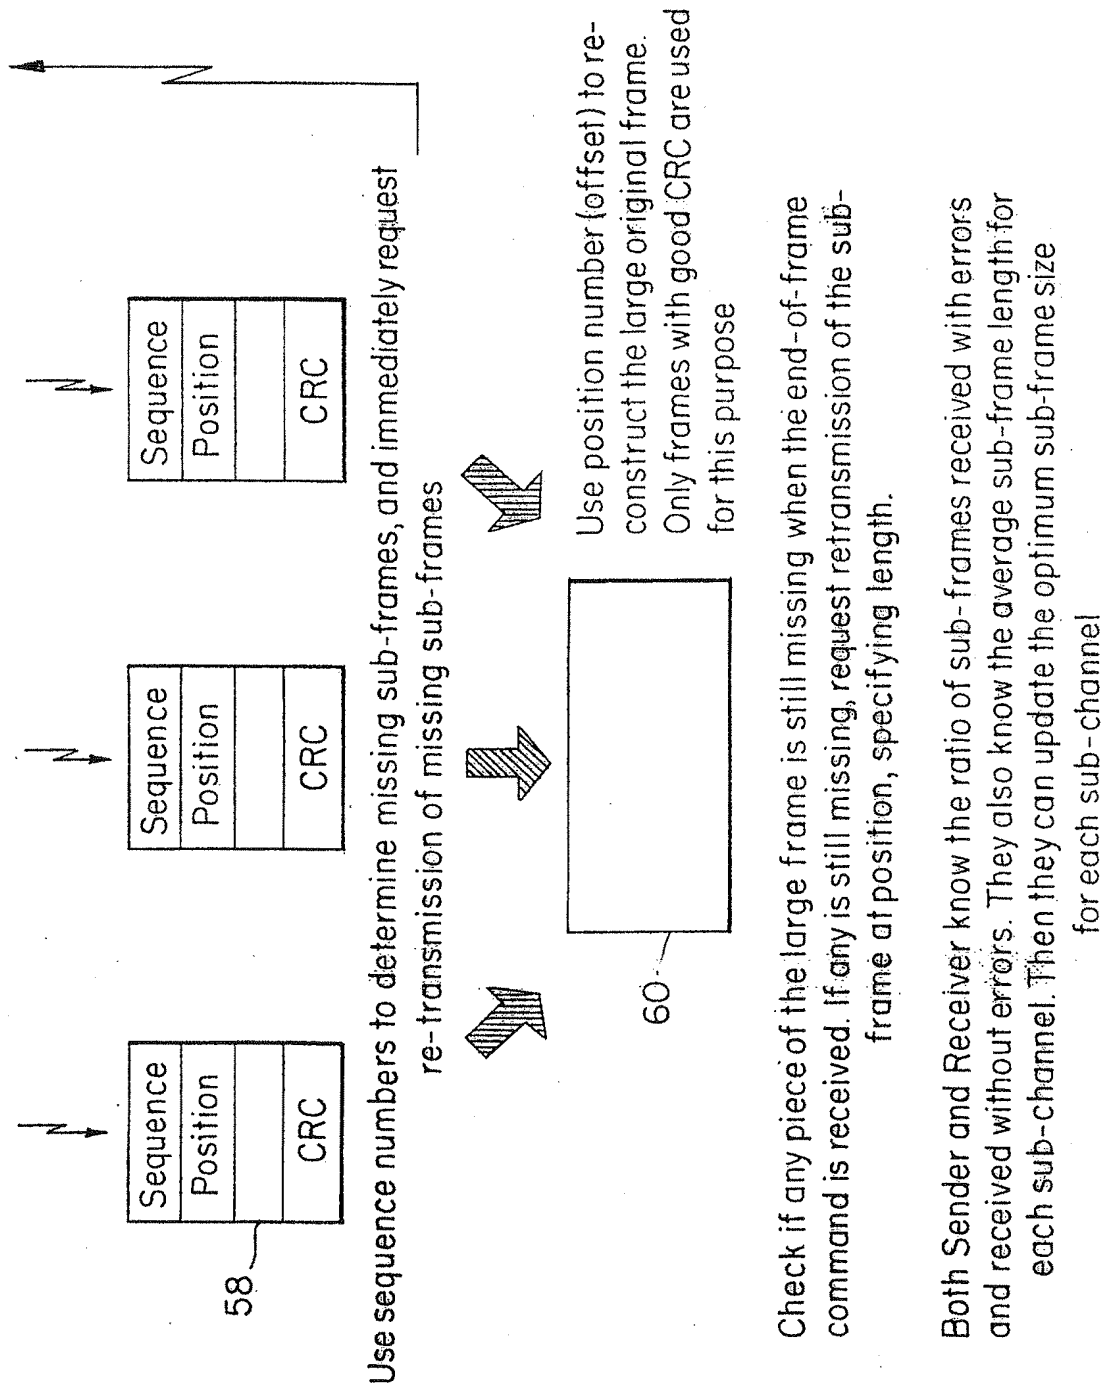 Sequence
Position
CRC
Sequence
Position
CRC
Sequence
Position
CRC
58
Use sequence numbers to determine missing sub-frames, and immediately request
re-transmission of missing sub-frames
Use position number (offset) to re-
construct the large original frame.
Only frames with good CRC are used
for this purpose
60
Check if any piece of the large frame is still missing when the end-of-frame
command is received. If any is still missing, request retransmission of the sub-
frame at position, specifying length.
Both Sender and Receiver know the ratio of sub-frames received with errors
and received without errors. They also know the average sub-frame length for
each sub-channel. Then they can update the optimum sub-frame size
for each sub-channel